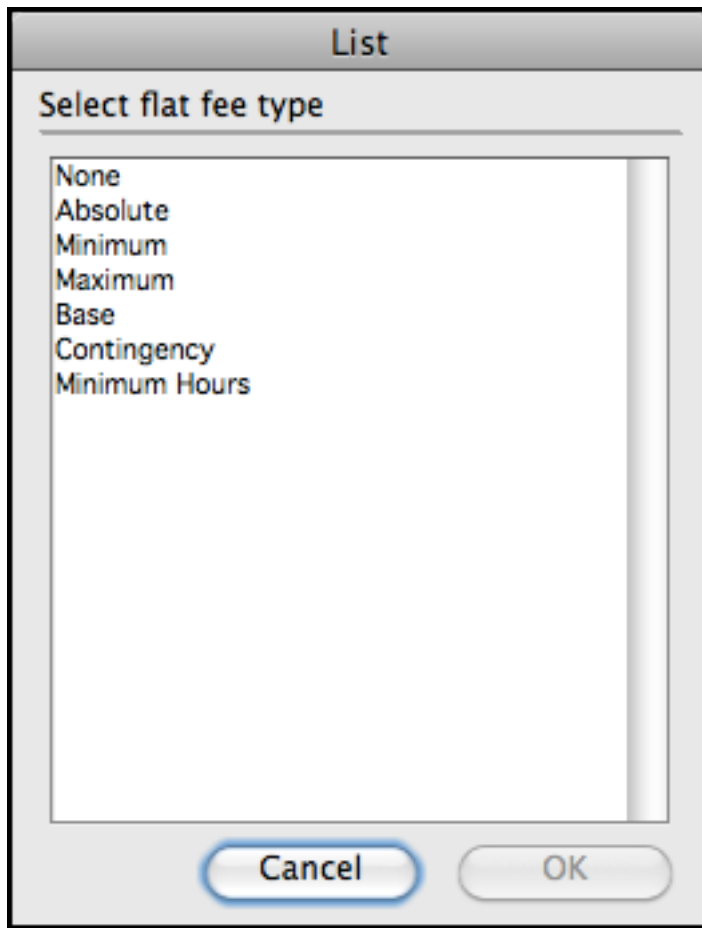 List
Select flat fee type
None
Absolute
Minimum
Maximum
Base
Contingency
Minimum Hours
Cancel
OK